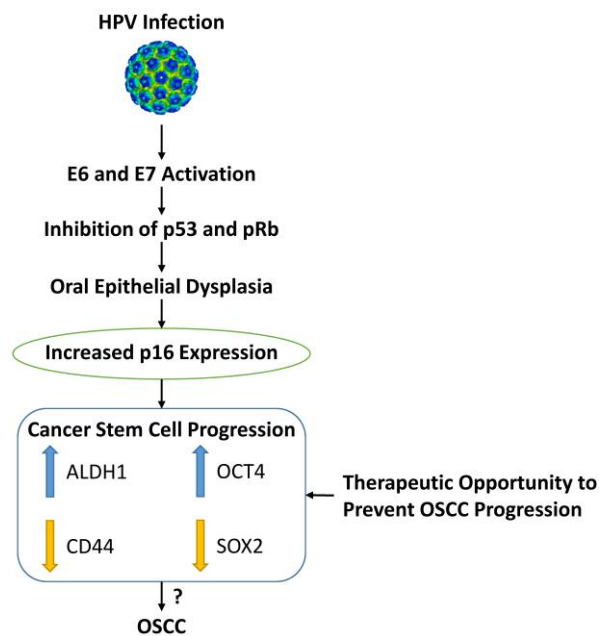 HPV Infection
E6 and E7 Activation
Inhibition of p53 and pRb
Oral Epithelial Dysplasia
Increased p16 Expression
Cancer Stem Cell Progression
ALDH1
OCT4
CD44
SOX2
Therapeutic Opportunity to
Prevent OSCC Progression
?
OSCC